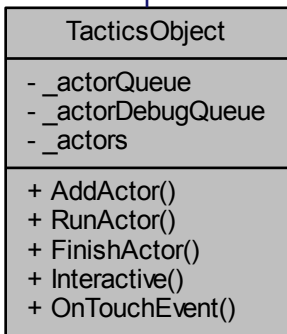 TacticsObject
- _actorQueue
- _actorDebugQueue
- _actors
+ AddActor()
+ RunActor()
+ FinishActor()
+ Interactive()
+ OnTouchEvent()